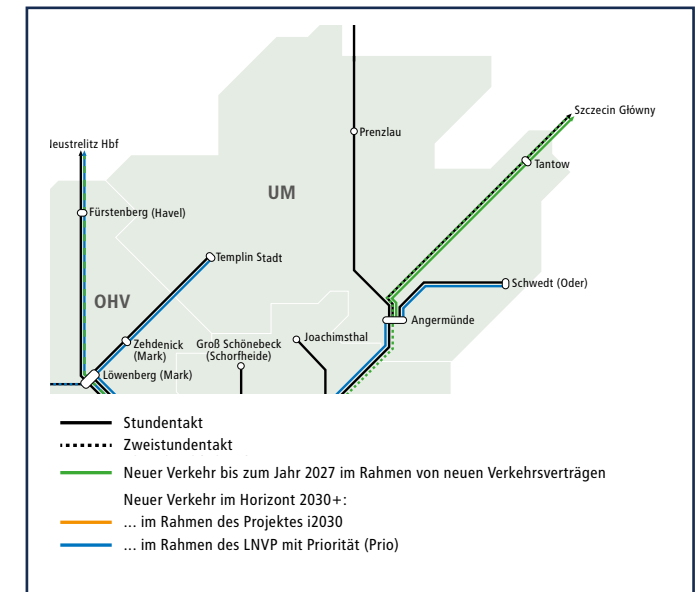 Szczecin Główny
Prenzlau
leustrelitz Hbf
Tantow
UM
Fürstenberg (Havel)
Templin Stadt
Schwedt (Oder)
OHV
Angermünde
Zehdenick
(Mark)
Groß Schönebeck
(Schorfheide)
Joachimsthal
Löwenberg (Mark)
Stundentakt
Zweistundentakt
Neuer Verkehr bis zum Jahr 2027 im Rahmen von neuen Verkehrsverträgen
Neuer Verkehr im Horizont 2030+:
... im Rahmen des Projektes i2030
... im Rahmen des LNVP mit Priorität (Prio)